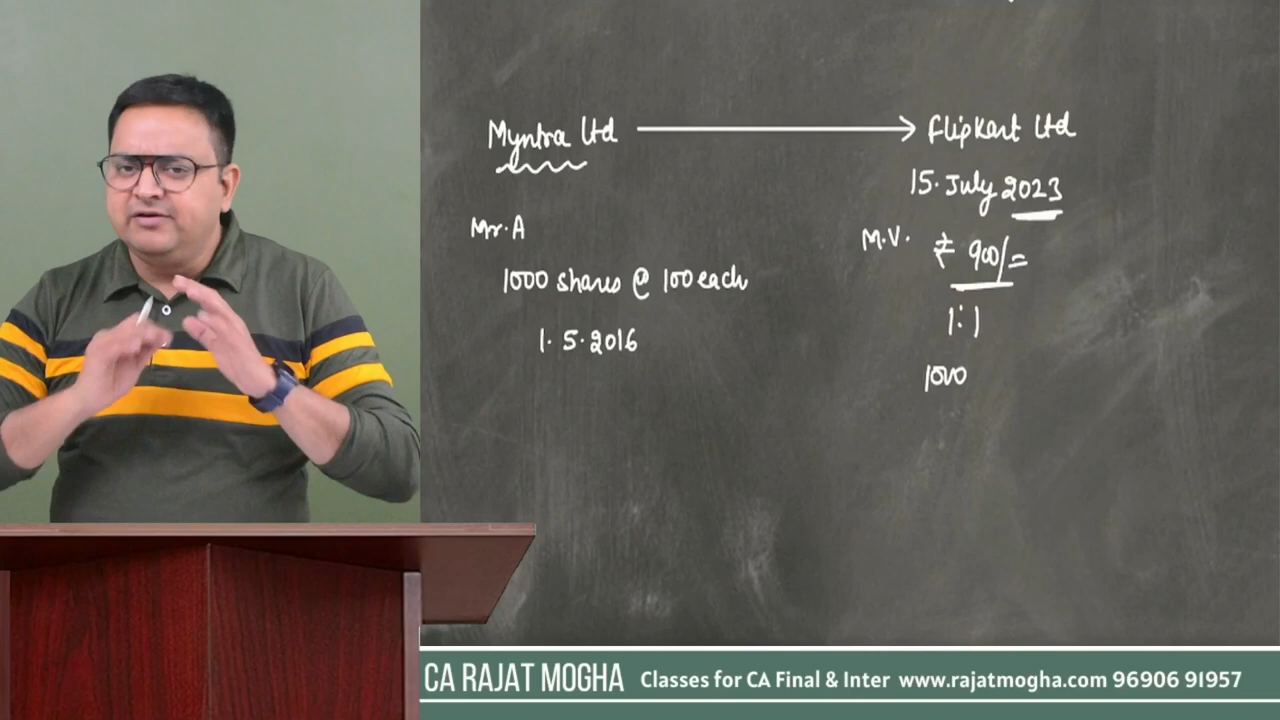 Myntra Ltd → Flipkart Ltd
15. July 2023
Mr. A
M.V. ₹ 900/=
1000 shares @ 100 each
1:1
1. 5. 2016
1000
CA RAJAT MOGHA Classes for CA Final & Inter www.rajatmogha.com 96906 91957